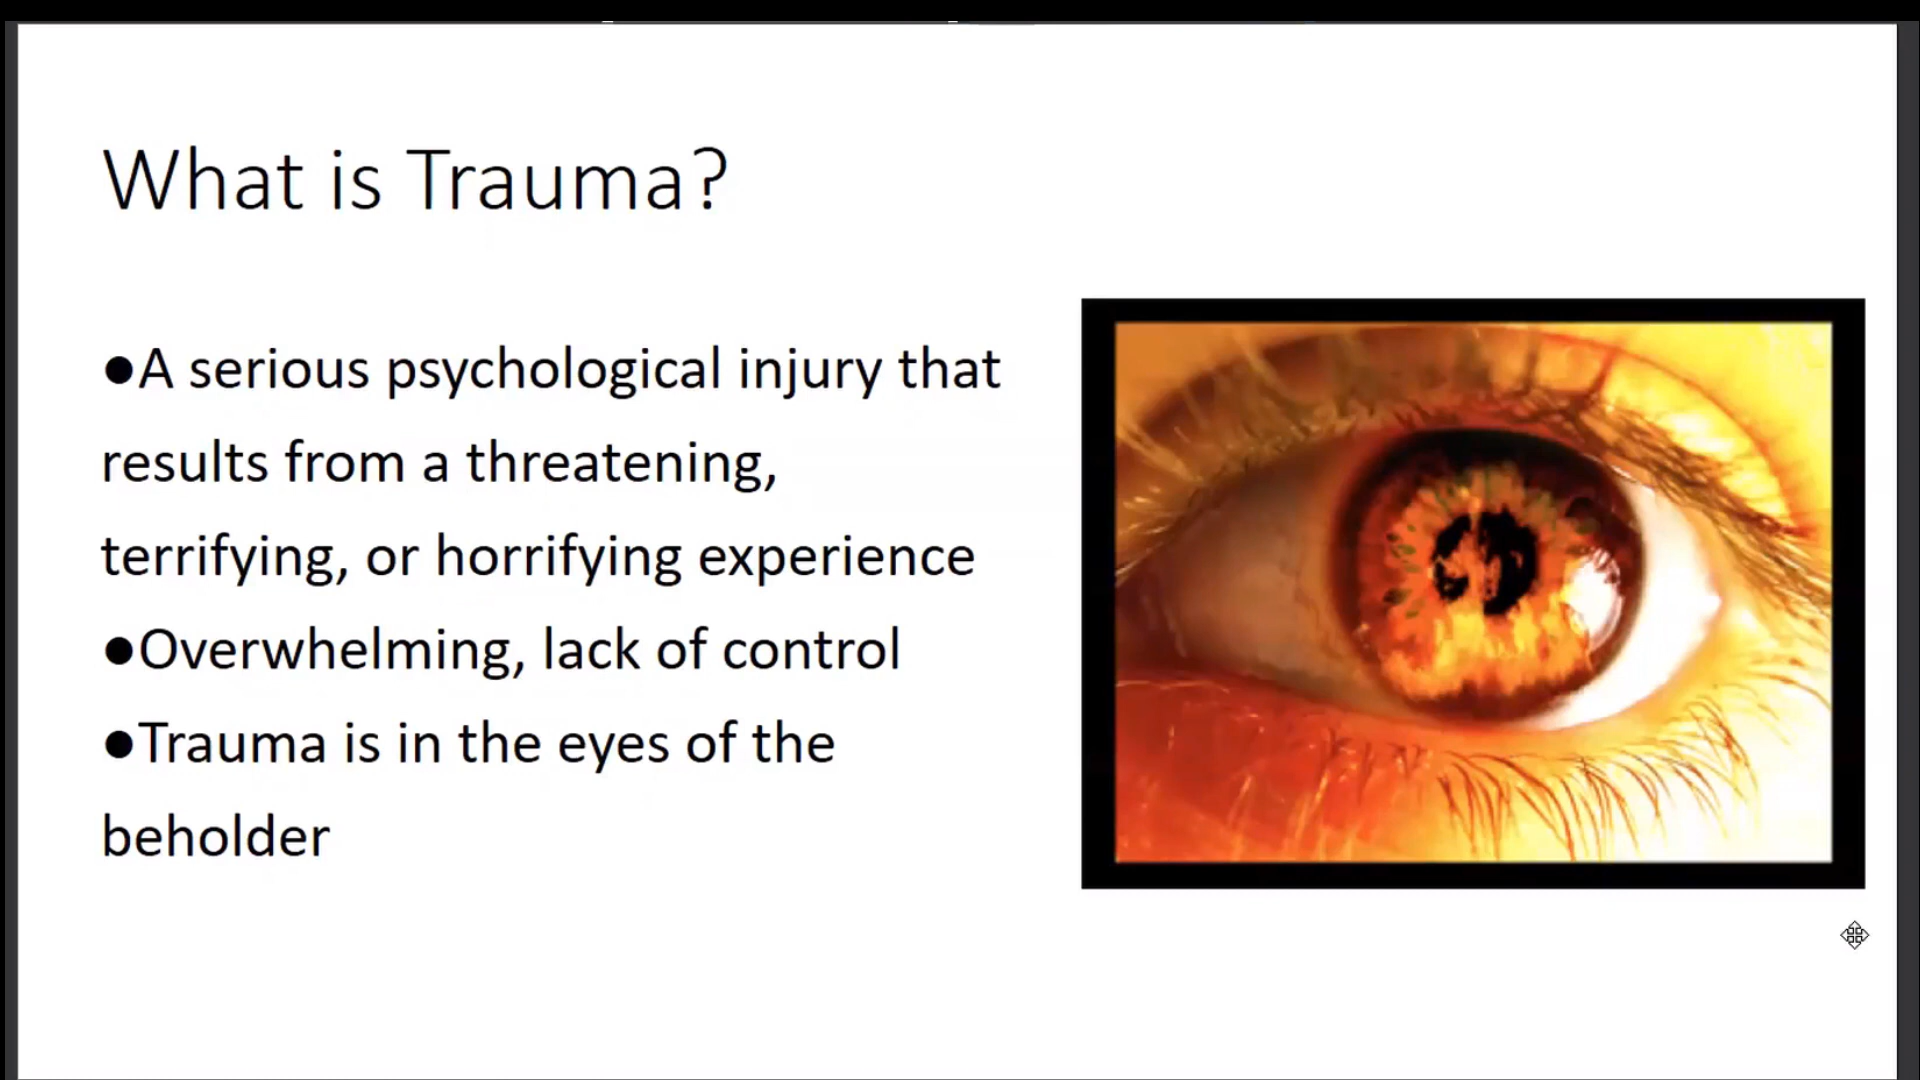 What is Trauma?
●A serious psychological injury that
results from a threatening,
terrifying, or horrifying experience
●Overwhelming, lack of control
●Trauma is in the eyes of the
beholder